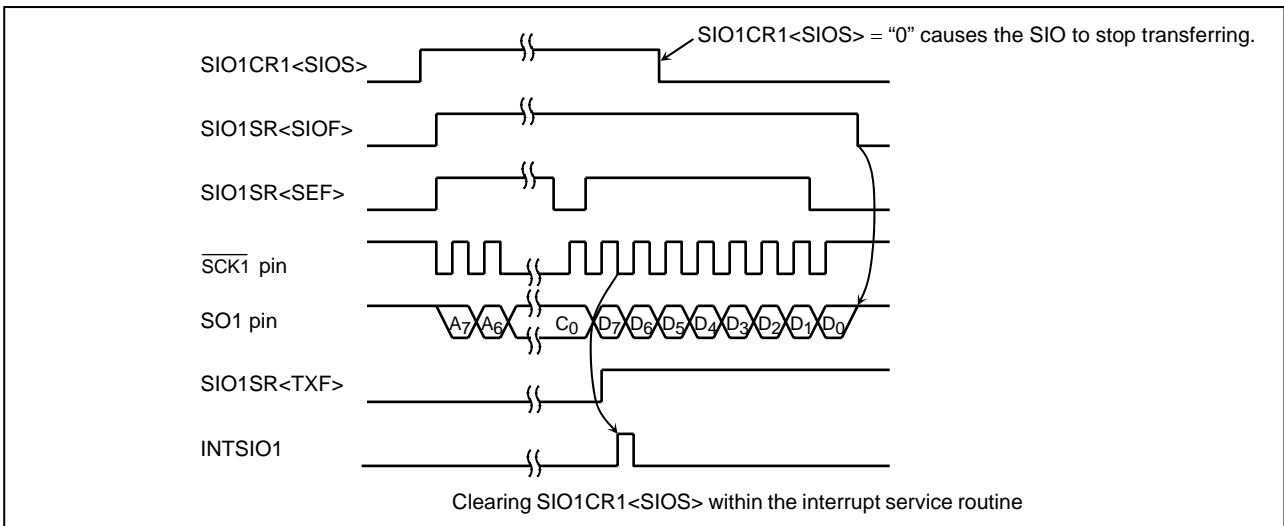 SIO1CR1<SIOS> = “0” causes the SIO to stop transferring.
SIO1CR1<SIOS>
SIO1SR<SIOF>
SIO1SR<SEF>
SCK1 pin
SO1 pin
A7 A6 C0 D7 D6 D5 D4 D3 D2 D1 D0
SIO1SR<TXF>
INTSIO1
Clearing SIO1CR1<SIOS> within the interrupt service routine